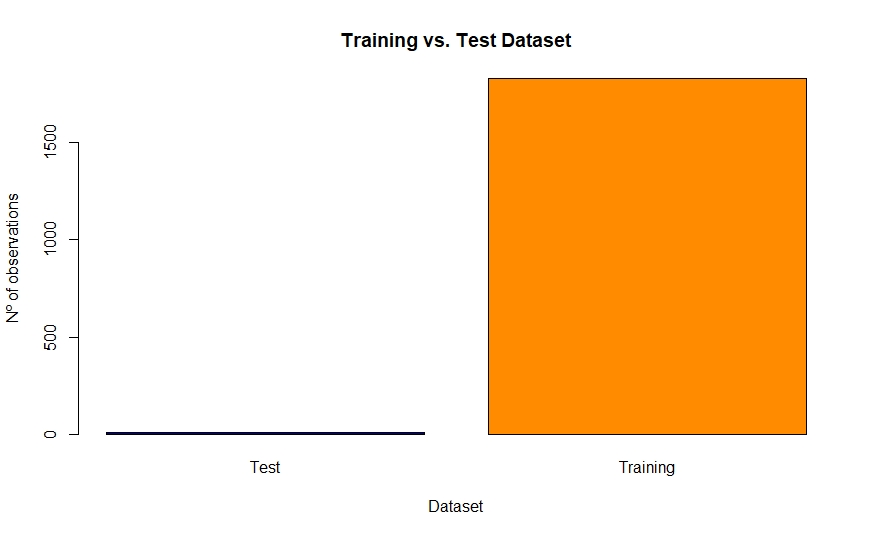 Training vs. Test Dataset
Nº of observations
1500
1000
500
0
Test
Training
Dataset